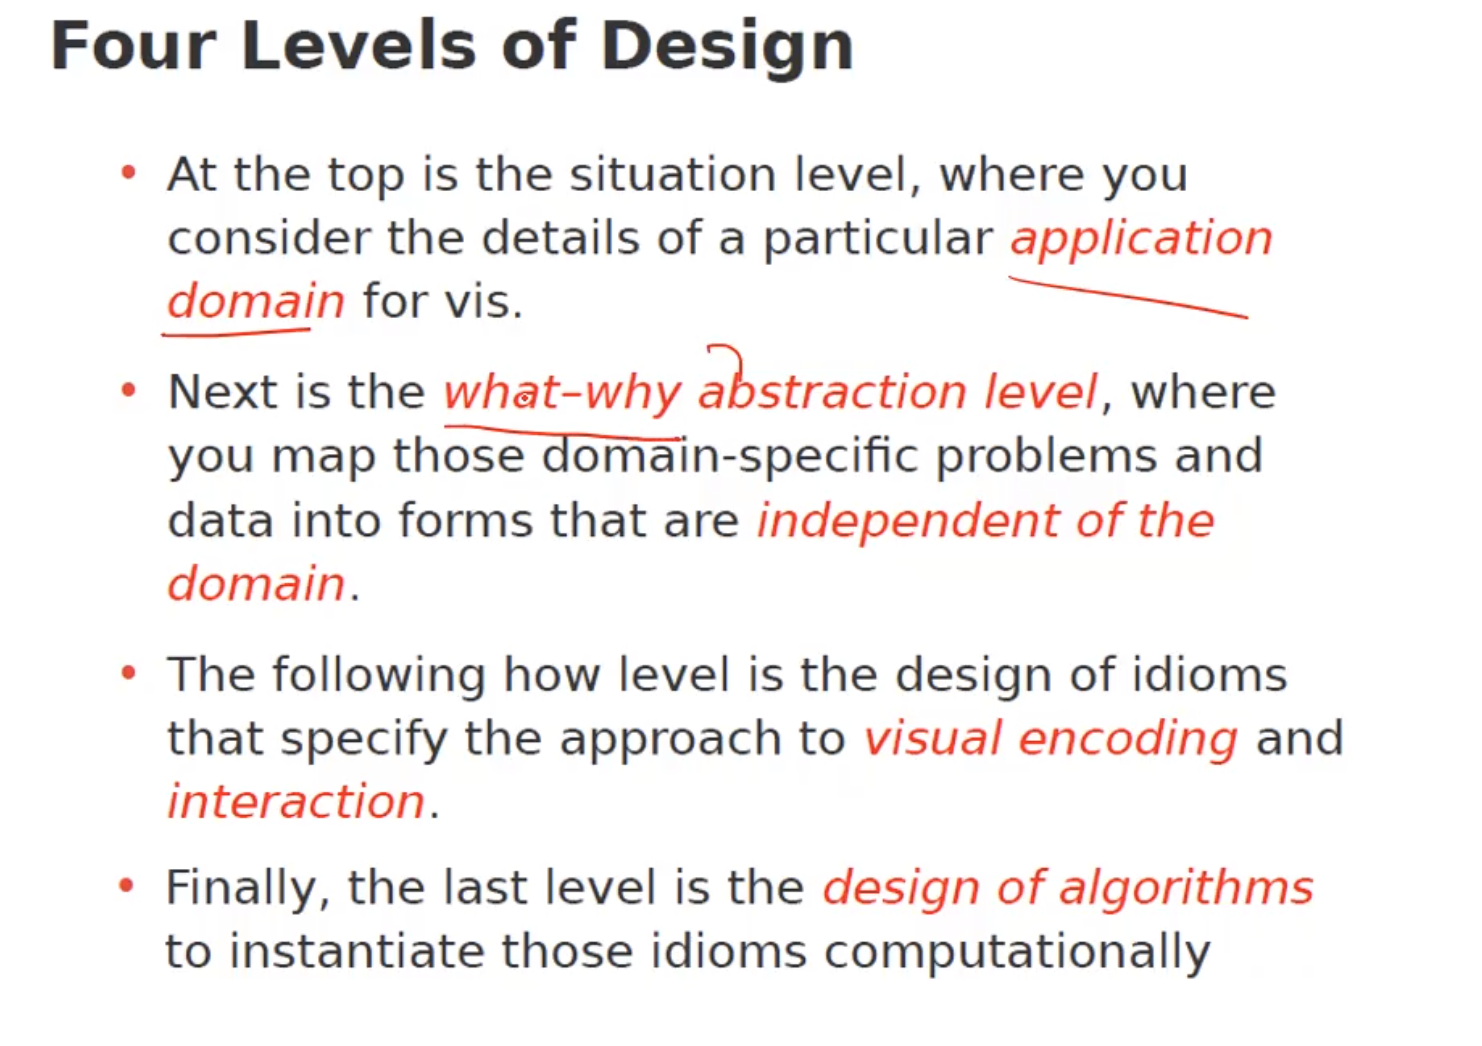 Four Levels of Design
• At the top is the situation level, where you
consider the details of a particular application
domain for vis.
• Next is the what–why abstraction level, where
you map those domain-specific problems and
data into forms that are independent of the
domain.
• The following how level is the design of idioms
that specify the approach to visual encoding and
interaction.
• Finally, the last level is the design of algorithms
to instantiate those idioms computationally